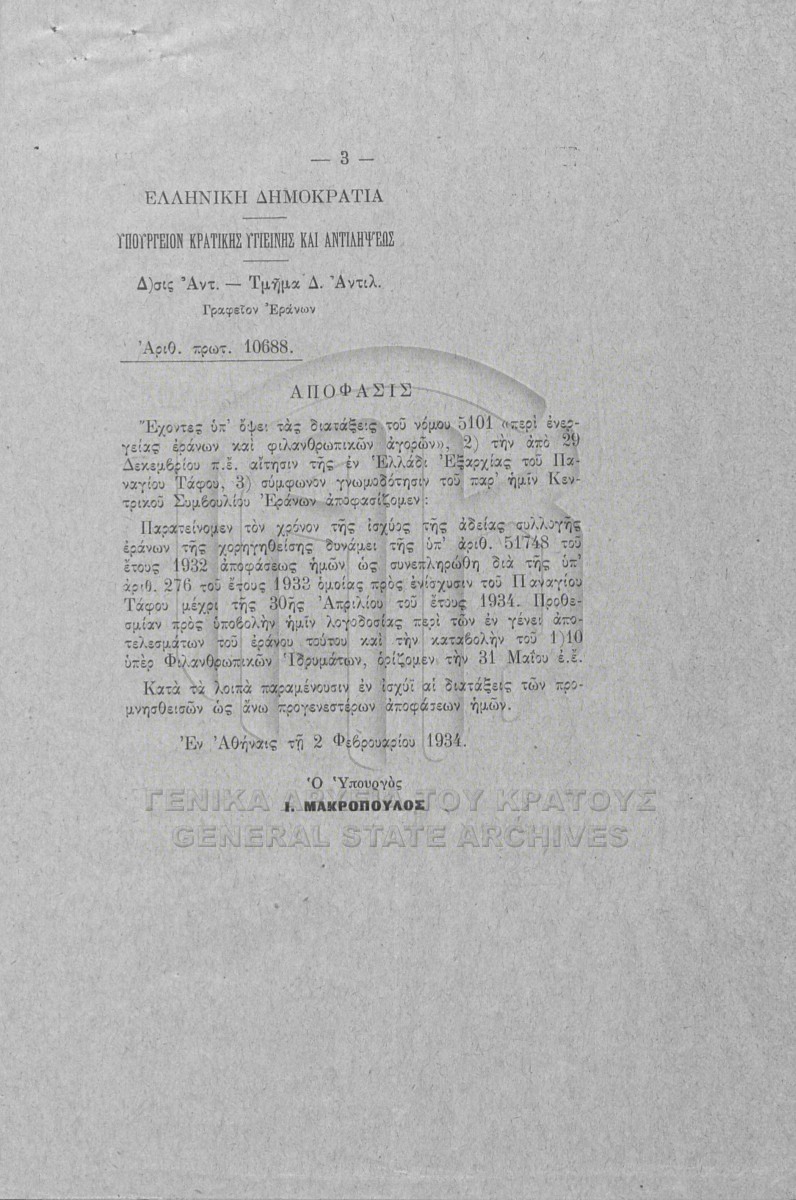 — 3 —
ΕΛΛΗΝΙΚΗ ΔΗΜΟΚΡΑΤΙΑ
ΥΠΟΥΡΓΕΙΟΝ ΚΡΑΤΙΚΗΣ ΥΓΙΕΙΝΗΣ ΚΑΙ ΑΝΤΙΛΗΨΕΩΣ
Δ)σις Ἀντ. — Τμῆμα Δ. Ἀντιλ.
Γραφεῖον Ἐράνων
Ἀριθ. πρωτ. 10688.
ΑΠΟΦΑΣΙΣ
Ἔχοντες ὑπ' ὄψει τὰς διατάξεις τοῦ νόμου 5101 «περὶ ἐνερ-
γείας ἐράνων καὶ φιλανθρωπικῶν ἀγορῶν», 2) τὴν ἀπὸ 29
Δεκεμβρίου π.ἔ. αἴτησιν τῆς ἐν Ἑλλάδι Ἐξαρχίας τοῦ Πα-
ναγίου Τάφου, 3) σύμφωνον γνωμοδότησιν τοῦ παρ' ἡμῖν Κεν-
τρικοῦ Συμβουλίου Ἐράνων ἀποφασίζομεν:
Παρατείνομεν τὸν χρόνον τῆς ἰσχύος τῆς ἀδείας συλλογῆς
ἐράνων τῆς χορηγηθείσης δυνάμει τῆς ὑπ' ἀριθ. 51748 τοῦ
ἔτους 1932 ἀποφάσεως ἡμῶν ὡς συνεπληρώθη διὰ τῆς ὑπ'
ἀριθ. 276 τοῦ ἔτους 1933 ὁμοίας πρὸς ἐνίσχυσιν τοῦ Παναγίου
Τάφου μέχρι τῆς 30ῆς Ἀπριλίου τοῦ ἔτους 1934. Προθε-
σμίαν πρὸς ὑποβολὴν ἡμῖν λογοδοσίας περὶ τῶν ἐν γένει ἀπο-
τελεσμάτων τοῦ ἐράνου τούτου καὶ τὴν καταβολὴν τοῦ 1)10
ὑπὲρ Φιλανθρωπικῶν Ἱδρυμάτων, ὁρίζομεν τὴν 31 Μαΐου ἐ.ἔ.
Κατὰ τὰ λοιπὰ παραμένουσιν ἐν ἰσχύϊ αἱ διατάξεις τῶν προ-
μνησθεισῶν ὡς ἄνω προγενεστέρων ἀποφάσεων ἡμῶν.
Ἐν Ἀθήναις τῇ 2 Φεβρουαρίου 1934.
Ὁ Ὑπουργὸς
Ι. ΜΑΚΡΟΠΟΥΛΟΣ
ΓΕΝΙΚΑ ΑΡΧΕΙΑ ΤΟΥ ΚΡΑΤΟΥΣ
GENERAL STATE ARCHIVES